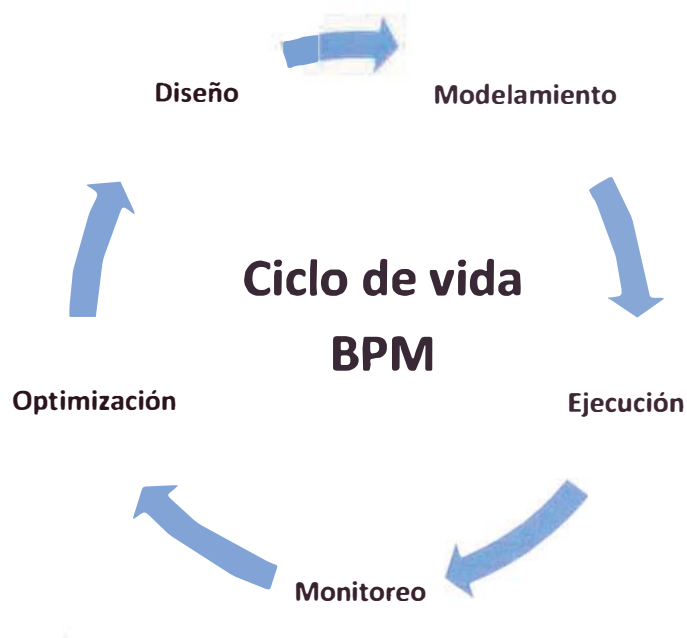 Diseño
Modelamiento
Ciclo de vida
BPM
Optimización
Ejecución
Monitoreo